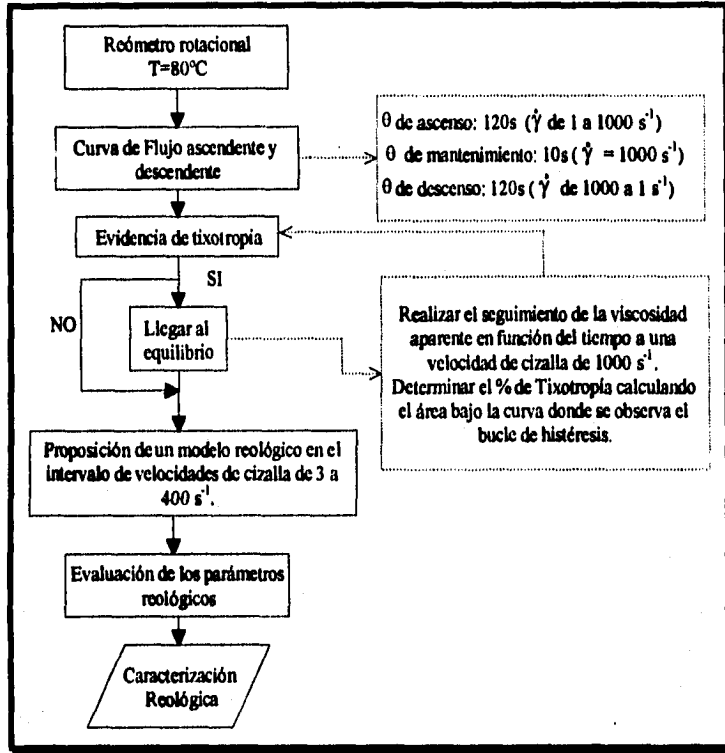 Reómetro rotacional
T=80°C
Curva de Flujo ascendente y
descendente
θ de ascenso: 120s (γ̇ de 1 a 1000 s⁻¹)
θ de mantenimiento: 10s (γ̇ = 1000 s⁻¹)
θ de descenso: 120s (γ̇ de 1000 a 1 s⁻¹)
Evidencia de tixotropía
SI
NO
Llegar al
equilibrio
Realizar el seguimiento de la viscosidad
aparente en función del tiempo a una
velocidad de cizalla de 1000 s⁻¹.
Determinar el % de Tixotropía calculando
el área bajo la curva donde se observa el
bucle de histéresis.
Proposición de un modelo reológico en el
intervalo de velocidades de cizalla de 3 a
400 s⁻¹.
Evaluación de los parámetros
reológicos
Caracterización
Reológica